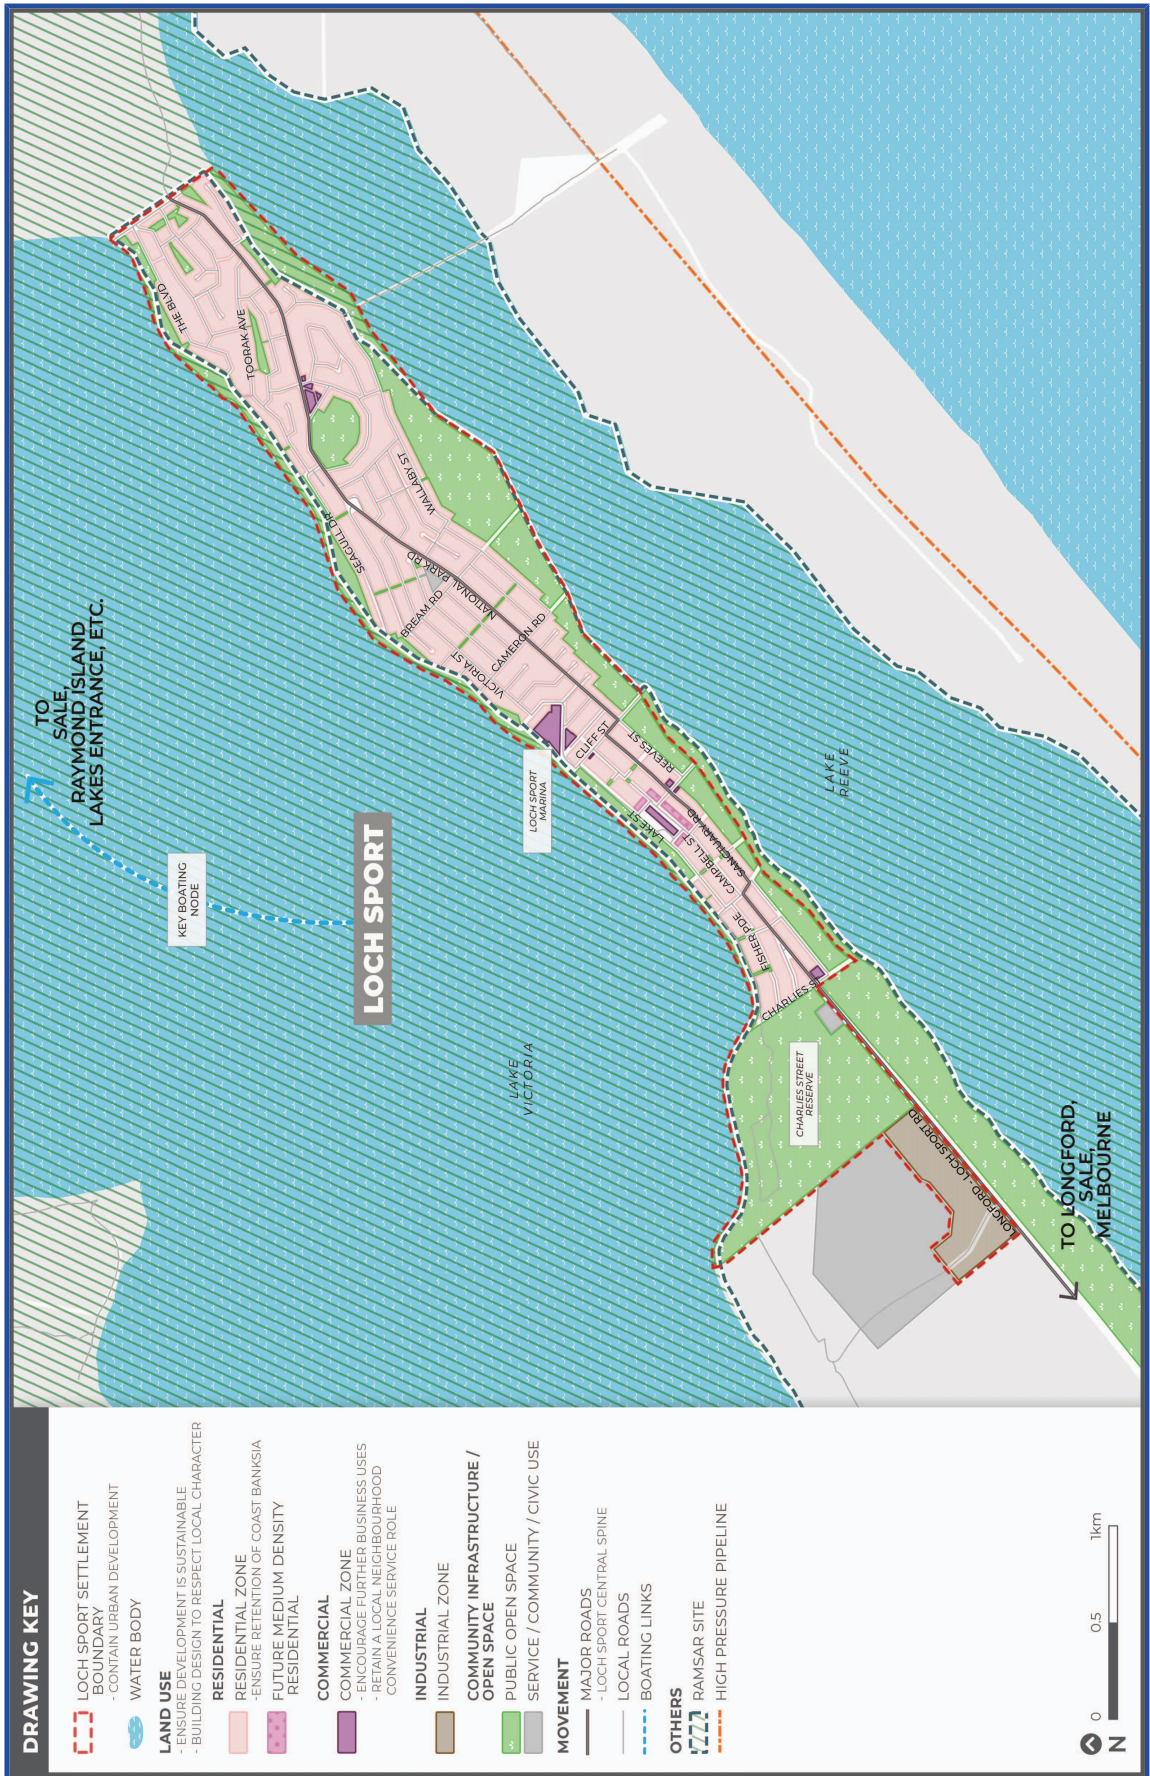 DRAWING KEY
LOCH SPORT SETTLEMENT
BOUNDARY
- CONTAIN URBAN DEVELOPMENT
WATER BODY
LAND USE
- ENSURE DEVELOPMENT IS SUSTAINABLE
- BUILDING DESIGN TO RESPECT LOCAL CHARACTER
RESIDENTIAL
RESIDENTIAL ZONE
-ENSURE RETENTION OF COAST BANKSIA
FUTURE MEDIUM DENSITY
RESIDENTIAL
COMMERCIAL
COMMERCIAL ZONE
- ENCOURAGE FURTHER BUSINESS USES
- RETAIN A LOCAL NEIGHBOURHOOD
CONVENIENCE SERVICE ROLE
INDUSTRIAL
INDUSTRIAL ZONE
COMMUNITY INFRASTRUCTURE /
OPEN SPACE
PUBLIC OPEN SPACE
SERVICE / COMMUNITY / CIVIC USE
MOVEMENT
MAJOR ROADS
- LOCH SPORT CENTRAL SPINE
LOCAL ROADS
BOATING LINKS
OTHERS
RAMSAR SITE
HIGH PRESSURE PIPELINE
0 0.5 1km
N
TO
SALE,
RAYMOND ISLAND
LAKES ENTRANCE, ETC.
KEY BOATING
NODE
LOCH SPORT
LAKE
VICTORIA
LOCH SPORT
MARINA
LAKE
REEVE
CHARLIES STREET
RESERVE
TO LONGFORD,
SALE,
MELBOURNE
LONGFORD - LOCH SPORT RD
CHARLIES ST
FISHER PDE
CAMPBELL ST
SANCTUARY RD
LAKE ST
REEVES ST
CLIFF ST
VICTORIA ST
CAMERON RD
BREAM RD
NATIONAL PARK RD
SEAGULL DR
WALLABY ST
TOORAK AVE
THE BLVD